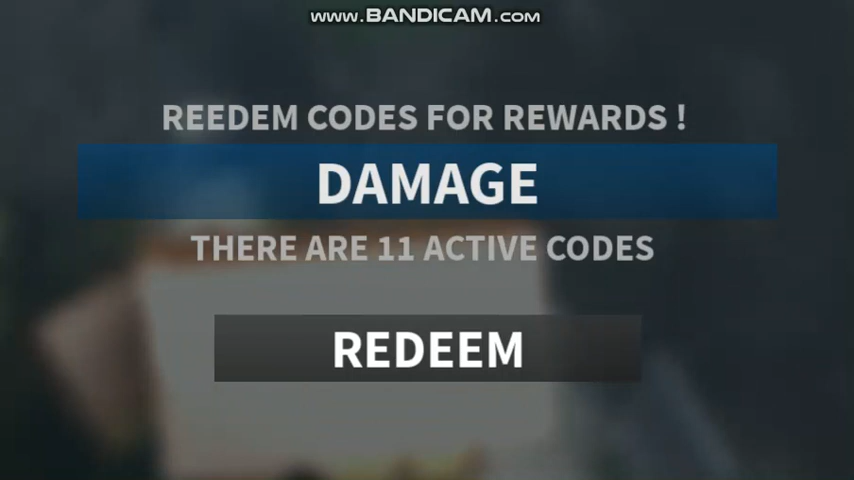 www.BANDICAM.com
REEDEM CODES FOR REWARDS !
DAMAGE
THERE ARE 11 ACTIVE CODES
REDEEM